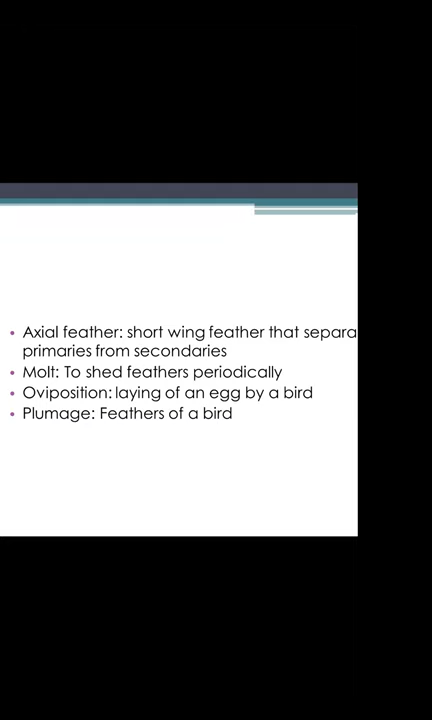 • Axial feather: short wing feather that separa
primaries from secondaries
• Molt: To shed feathers periodically
• Oviposition: laying of an egg by a bird
• Plumage: Feathers of a bird